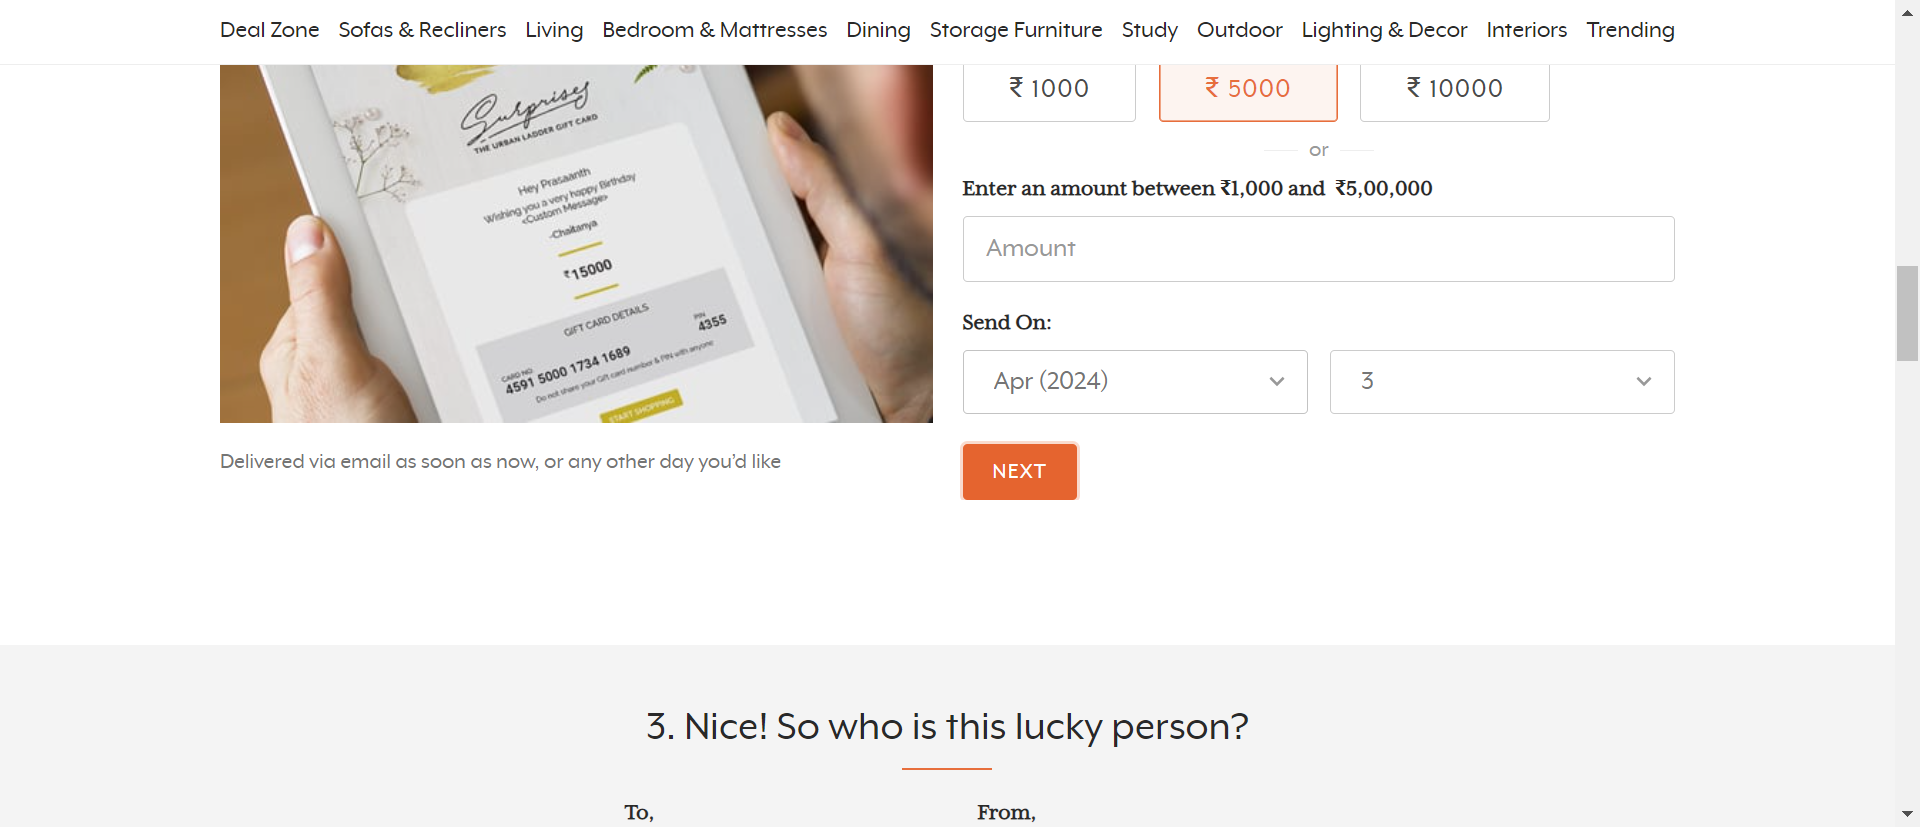 Deal Zone Sofas & Recliners Living Bedroom & Mattresses Dining Storage Furniture Study Outdoor Lighting & Decor Interiors Trending
Surprises
THE URBAN LADDER GIFT CARD
Hey Prasaanth
Wishing you a very happy Birthday
<Custom Message>
-Chaitanya
₹15000
GIFT CARD DETAILS
CARD NO. PIN
4591 5000 1734 1689 4355
Do not share your Gift card number & PIN with anyone
START SHOPPING
Delivered via email as soon as now, or any other day you’d like
₹ 1000 ₹ 5000 ₹ 10000
or
Enter an amount between ₹1,000 and ₹5,00,000
Amount
Send On:
Apr (2024) 3
NEXT
3. Nice! So who is this lucky person?
To, From,